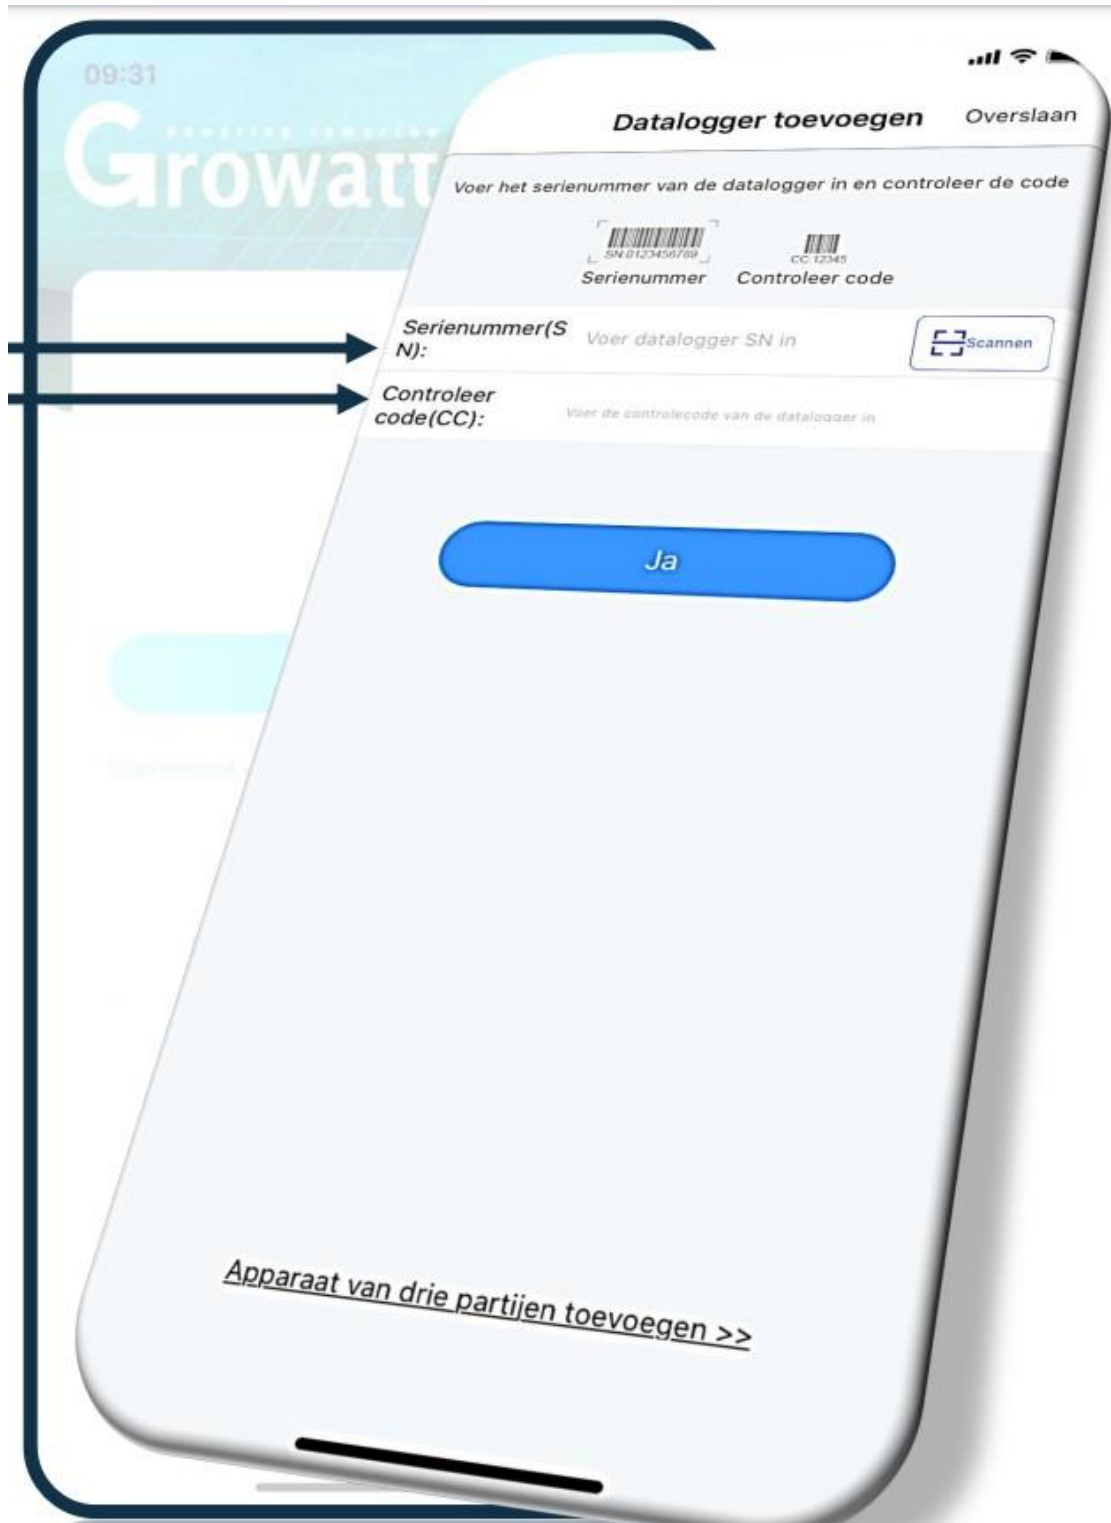 09:31
powering tomorrow
Growatt
Datalogger toevoegen
Overslaan
Voer het serienummer van de datalogger in en controleer de code
SN:0123456789
CC:12345
Serienummer
Controleer code
Serienummer(S
N):
Voer datalogger SN in
Scannen
Controleer
code(CC):
Voer de controlecode van de datalogger in
Ja
Apparaat van drie partijen toevoegen >>